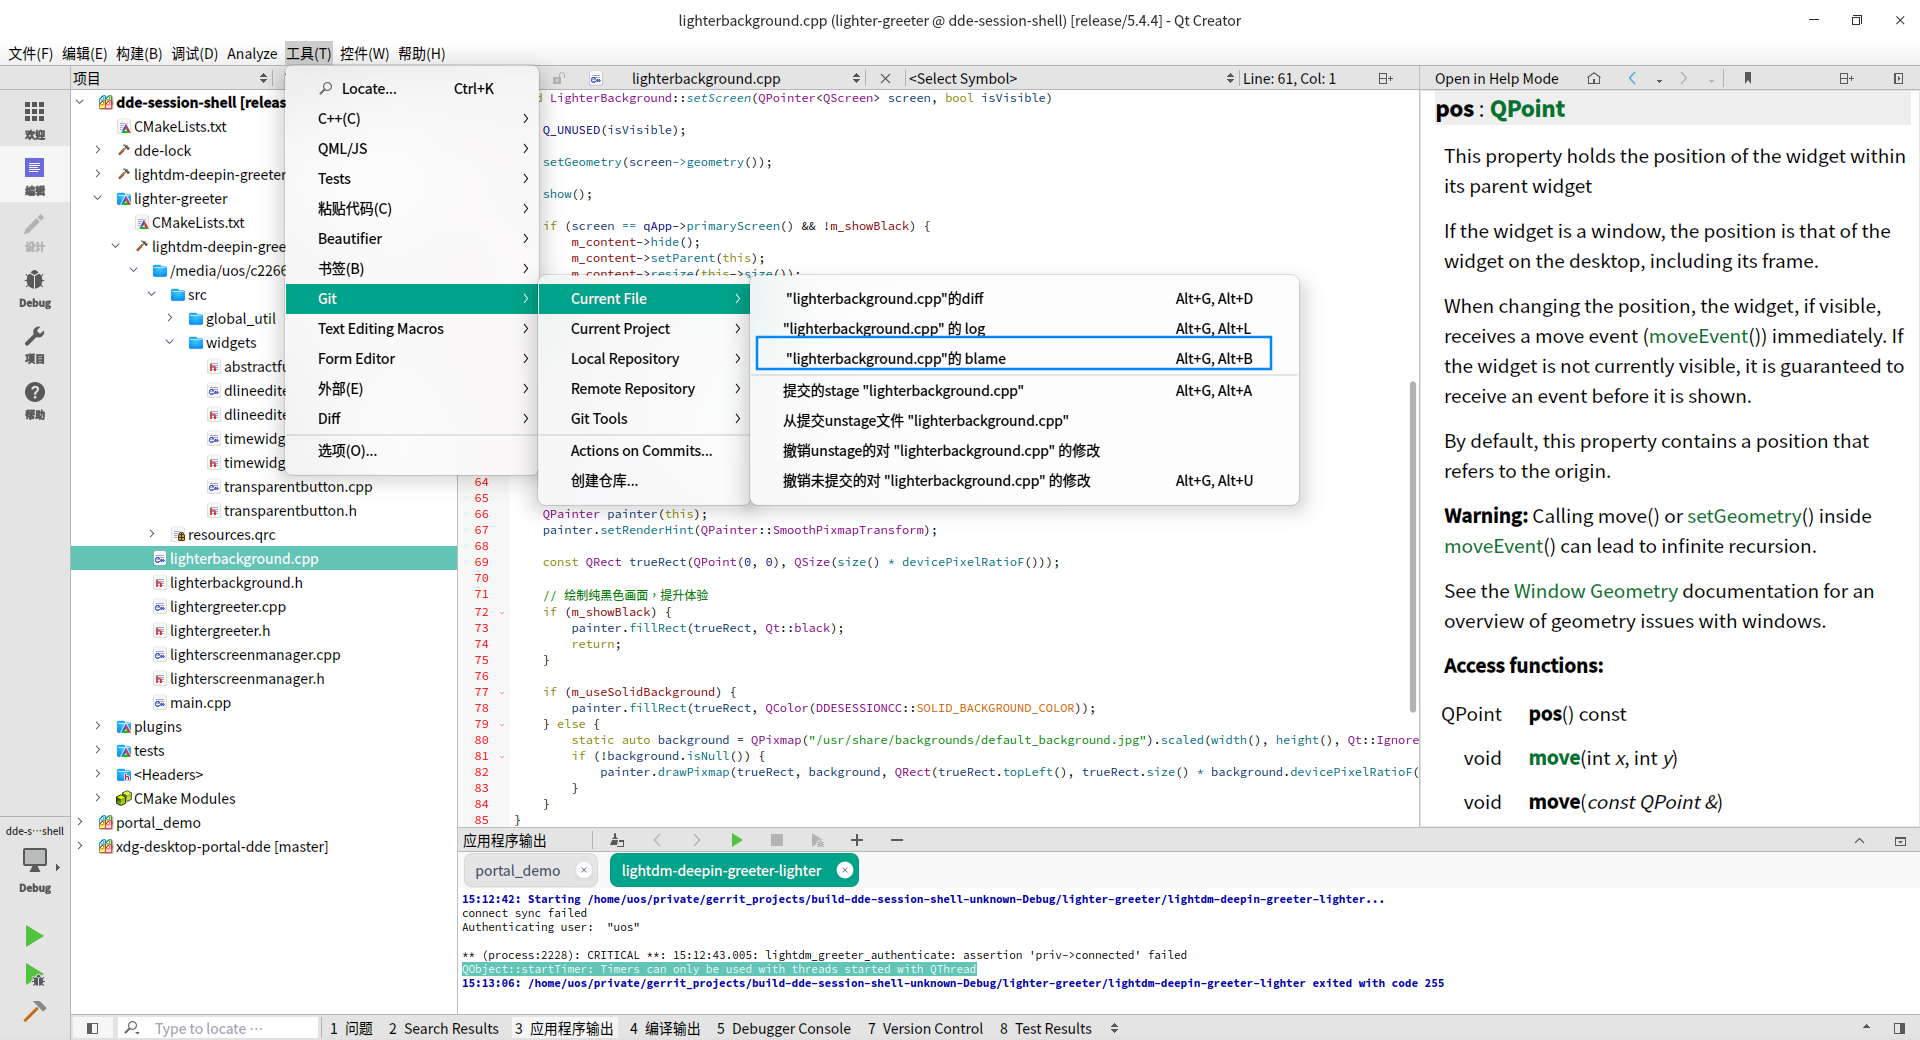 lighterbackground.cpp (lighter-greeter @ dde-session-shell) [release/5.4.4] - Qt Creator
文件(F) 编辑(E) 构建(B) 调试(D) Analyze 工具(T) 控件(W) 帮助(H)
项目
lighterbackground.cpp
<Select Symbol>
Line: 61, Col: 1
Open in Help Mode
欢迎
编辑
设计
Debug
项目
帮助
dde-s···shell
Debug
dde-session-shell [releas
CMakeLists.txt
dde-lock
lightdm-deepin-greeter
lighter-greeter
CMakeLists.txt
lightdm-deepin-gree
/media/uos/c226
src
global_util
widgets
abstractfu
dlineedite
dlineedite
timewidg
timewidg
transparentbutton.cpp
transparentbutton.h
resources.qrc
lighterbackground.cpp
lighterbackground.h
lightergreeter.cpp
lightergreeter.h
lighterscreenmanager.cpp
lighterscreenmanager.h
main.cpp
plugins
tests
<Headers>
CMake Modules
portal_demo
xdg-desktop-portal-dde [master]
Locate... Ctrl+K
C++(C)
QML/JS
Tests
粘贴代码(C)
Beautifier
书签(B)
Git
Text Editing Macros
Form Editor
外部(E)
Diff
选项(O)...
Current File
Current Project
Local Repository
Remote Repository
Git Tools
Actions on Commits...
创建仓库...
"lighterbackground.cpp"的diff Alt+G, Alt+D
"lighterbackground.cpp" 的 log Alt+G, Alt+L
"lighterbackground.cpp"的 blame Alt+G, Alt+B
提交的stage "lighterbackground.cpp" Alt+G, Alt+A
从提交unstage文件 "lighterbackground.cpp"
撤销unstage的对 "lighterbackground.cpp" 的修改
撤销未提交的对 "lighterbackground.cpp" 的修改 Alt+G, Alt+U
d LighterBackground::setScreen(QPointer<QScreen> screen, bool isVisible)
Q_UNUSED(isVisible);
setGeometry(screen->geometry());
show();
if (screen == qApp->primaryScreen() && !m_showBlack) {
m_content->hide();
m_content->setParent(this);
m_content->resize(this->size());
64
65
66 QPainter painter(this);
67 painter.setRenderHint(QPainter::SmoothPixmapTransform);
68
69 const QRect trueRect(QPoint(0, 0), QSize(size() * devicePixelRatioF()));
70
71 // 绘制纯黑色画面，提升体验
72 if (m_showBlack) {
73 painter.fillRect(trueRect, Qt::black);
74 return;
75 }
76
77 if (m_useSolidBackground) {
78 painter.fillRect(trueRect, QColor(DDESESSIONCC::SOLID_BACKGROUND_COLOR));
79 } else {
80 static auto background = QPixmap("/usr/share/backgrounds/default_background.jpg").scaled(width(), height(), Qt::Ignore
81 if (!background.isNull()) {
82 painter.drawPixmap(trueRect, background, QRect(trueRect.topLeft(), trueRect.size() * background.devicePixelRatioF(
83 }
84 }
85 }
pos : QPoint
This property holds the position of the widget within
its parent widget
If the widget is a window, the position is that of the
widget on the desktop, including its frame.
When changing the position, the widget, if visible,
receives a move event (moveEvent()) immediately. If
the widget is not currently visible, it is guaranteed to
receive an event before it is shown.
By default, this property contains a position that
refers to the origin.
Warning: Calling move() or setGeometry() inside
moveEvent() can lead to infinite recursion.
See the Window Geometry documentation for an
overview of geometry issues with windows.
Access functions:
QPoint pos() const
void move(int x, int y)
void move(const QPoint &)
应用程序输出
portal_demo
lightdm-deepin-greeter-lighter
15:12:42: Starting /home/uos/private/gerrit_projects/build-dde-session-shell-unknown-Debug/lighter-greeter/lightdm-deepin-greeter-lighter...
connect sync failed
Authenticating user:  "uos"
** (process:2228): CRITICAL **: 15:12:43.005: lightdm_greeter_authenticate: assertion 'priv->connected' failed
QObject::startTimer: Timers can only be used with threads started with QThread
15:13:06: /home/uos/private/gerrit_projects/build-dde-session-shell-unknown-Debug/lighter-greeter/lightdm-deepin-greeter-lighter exited with code 255
Type to locate ···
1 问题 2 Search Results 3 应用程序输出 4 编译输出 5 Debugger Console 7 Version Control 8 Test Results